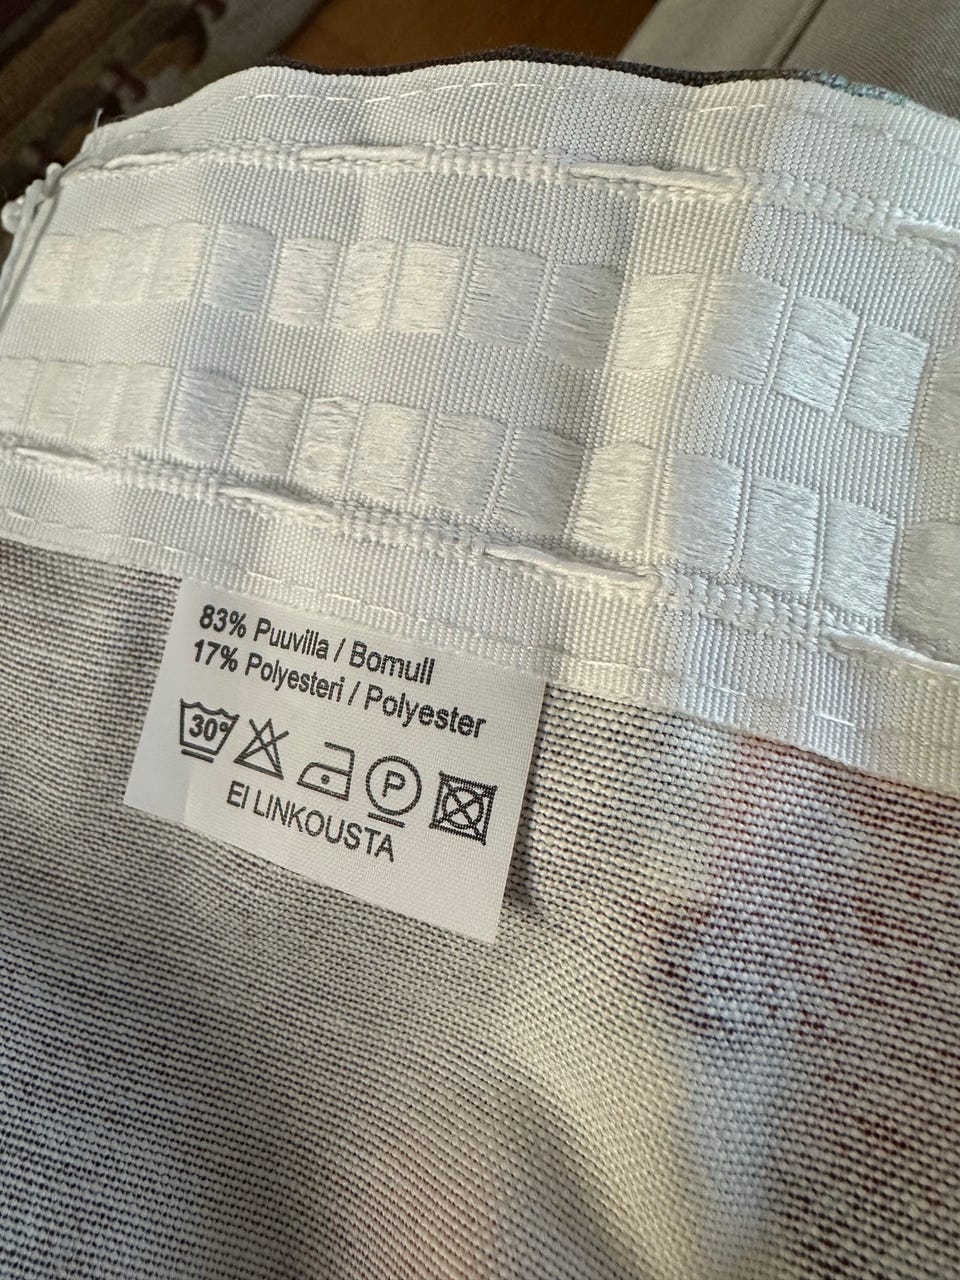 83% Puuvilla / Bomull
17% Polyesteri / Polyester
30° P
EI LINKOUSTA